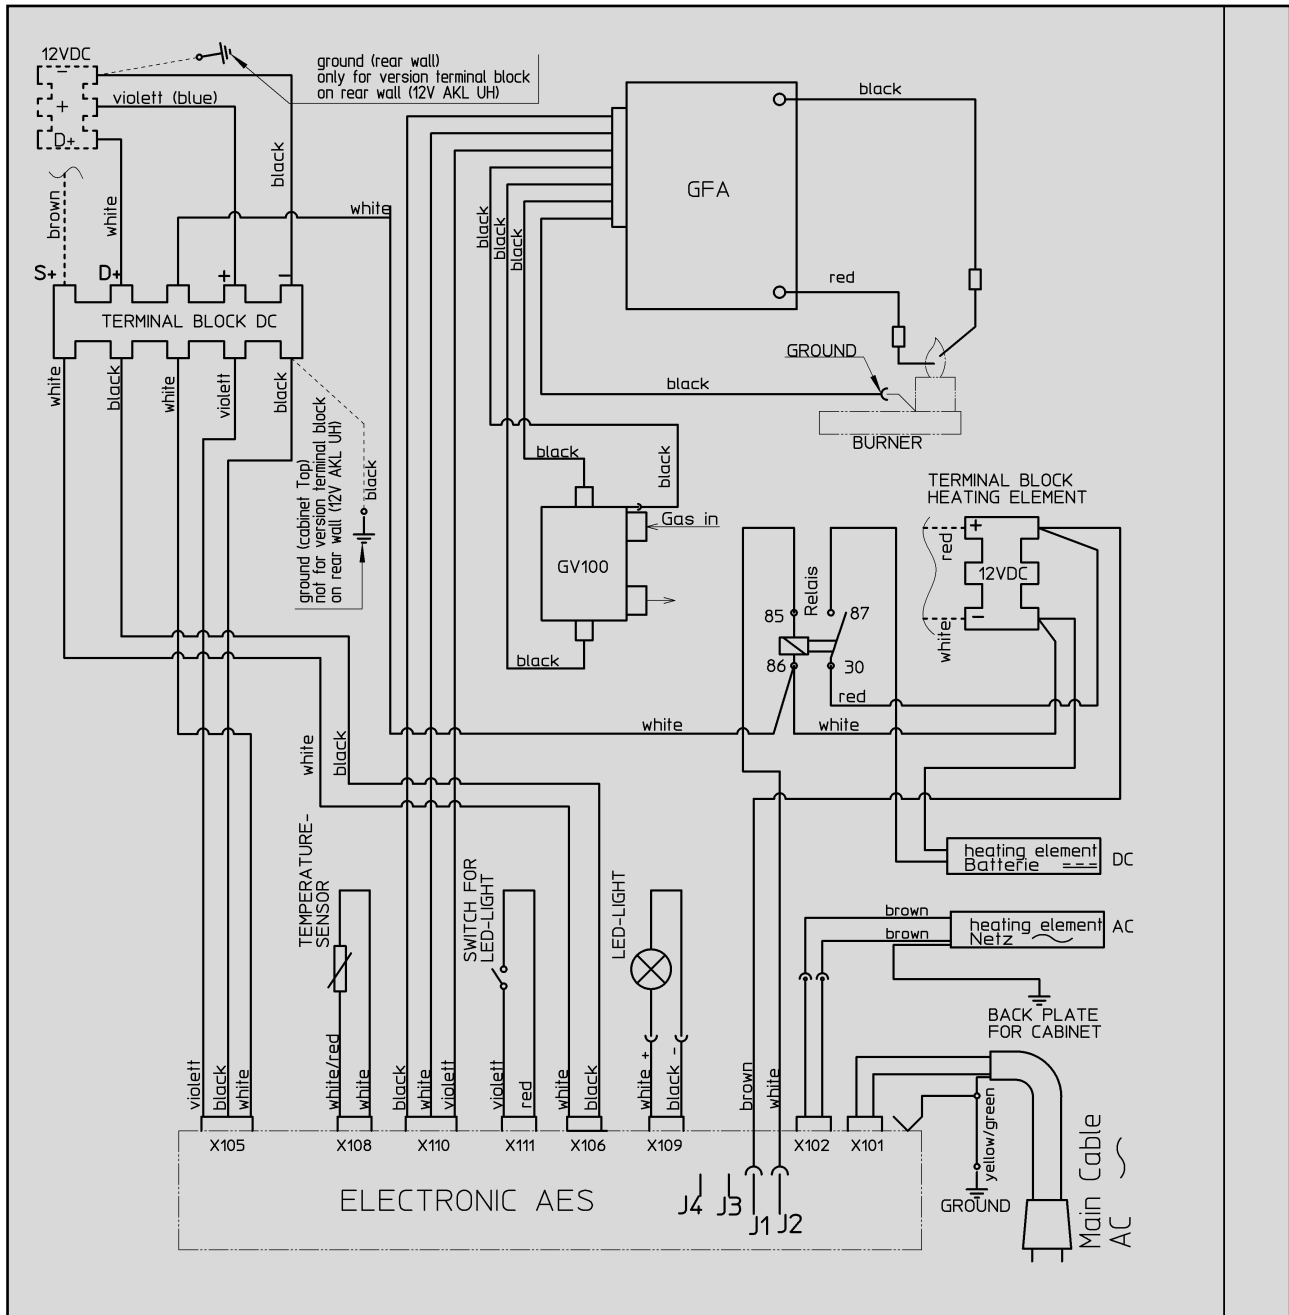 12VDC
−
+
D+
violett (blue)
ground (rear wall)
only for version terminal block
on rear wall (12V AKL UH)
black
brown
white
black
white
S+
D+
+
−
TERMINAL BLOCK DC
white
black
white
violett
black
ground (cabinet Top)
not for version terminal block
on rear wall (12V AKL UH)
black
black
black
black
GFA
black
red
GROUND
black
BURNER
black
black
Gas in
GV100
black
TERMINAL BLOCK
HEATING ELEMENT
+
red
12VDC
−
white
Relais
85
87
86
30
red
white
white
white
black
heating element
Batterie
DC
brown
brown
heating element
Netz
AC
BACK PLATE
FOR CABINET
TEMPERATURE-
SENSOR
SWITCH FOR
LED-LIGHT
LED-LIGHT
violett
black
white
white/red
white
black
white
violett
violett
red
white
black
white +
black -
brown
white
yellow/green
GROUND
Main Cable
AC
X105
X108
X110
X111
X106
X109
X102
X101
ELECTRONIC AES
J4
J3
J1
J2